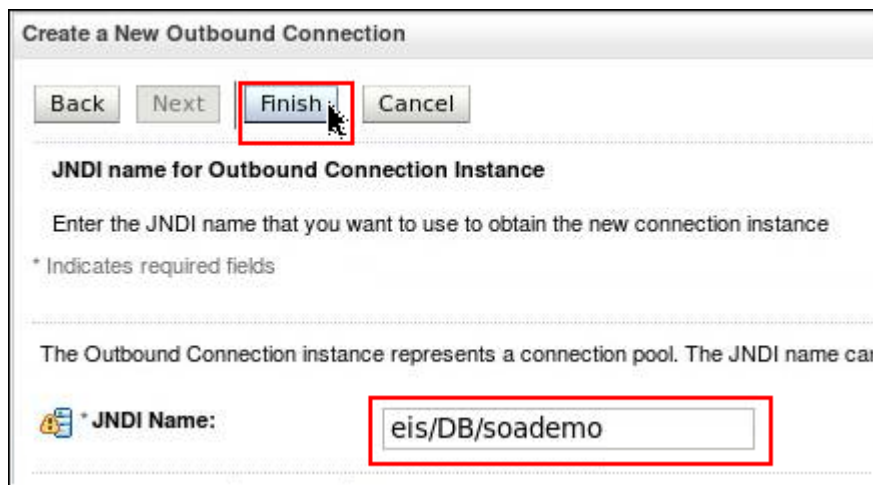 Create a New Outbound Connection
Back Next Finish Cancel
JNDI name for Outbound Connection Instance
Enter the JNDI name that you want to use to obtain the new connection instance
* Indicates required fields
The Outbound Connection instance represents a connection pool. The JNDI name can
* JNDI Name: eis/DB/soademo